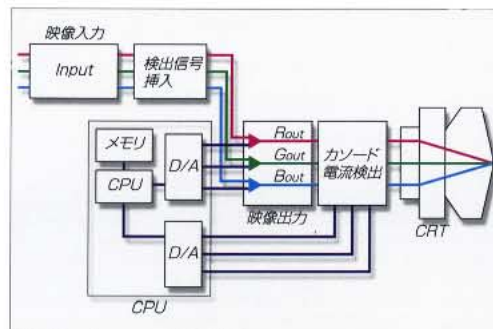 映像入力
Input
検出信号
挿入
メモリ
CPU
D/A
Rout
Gout
Bout
映像出力
カソード
電流検出
CRT
D/A
CPU